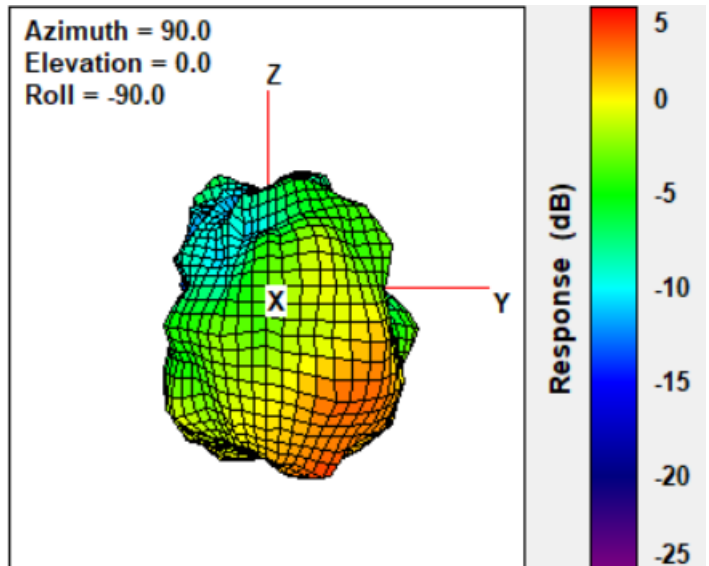 Azimuth = 90.0
Elevation = 0.0
Roll = -90.0
Z
X
Y
Response (dB)
5
0
-5
-10
-15
-20
-25